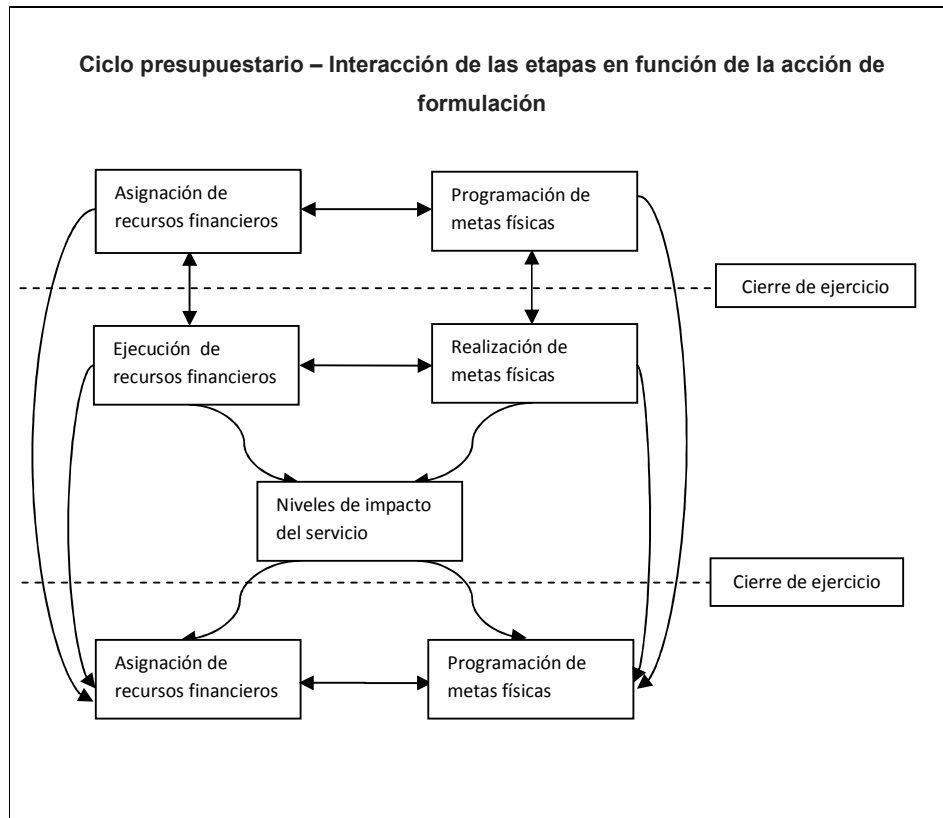 Ciclo presupuestario – Interacción de las etapas en función de la acción de
formulación
Asignación de
recursos financieros
Programación de
metas físicas
Cierre de ejercicio
Ejecución de
recursos financieros
Realización de
metas físicas
Niveles de impacto
del servicio
Cierre de ejercicio
Asignación de
recursos financieros
Programación de
metas físicas